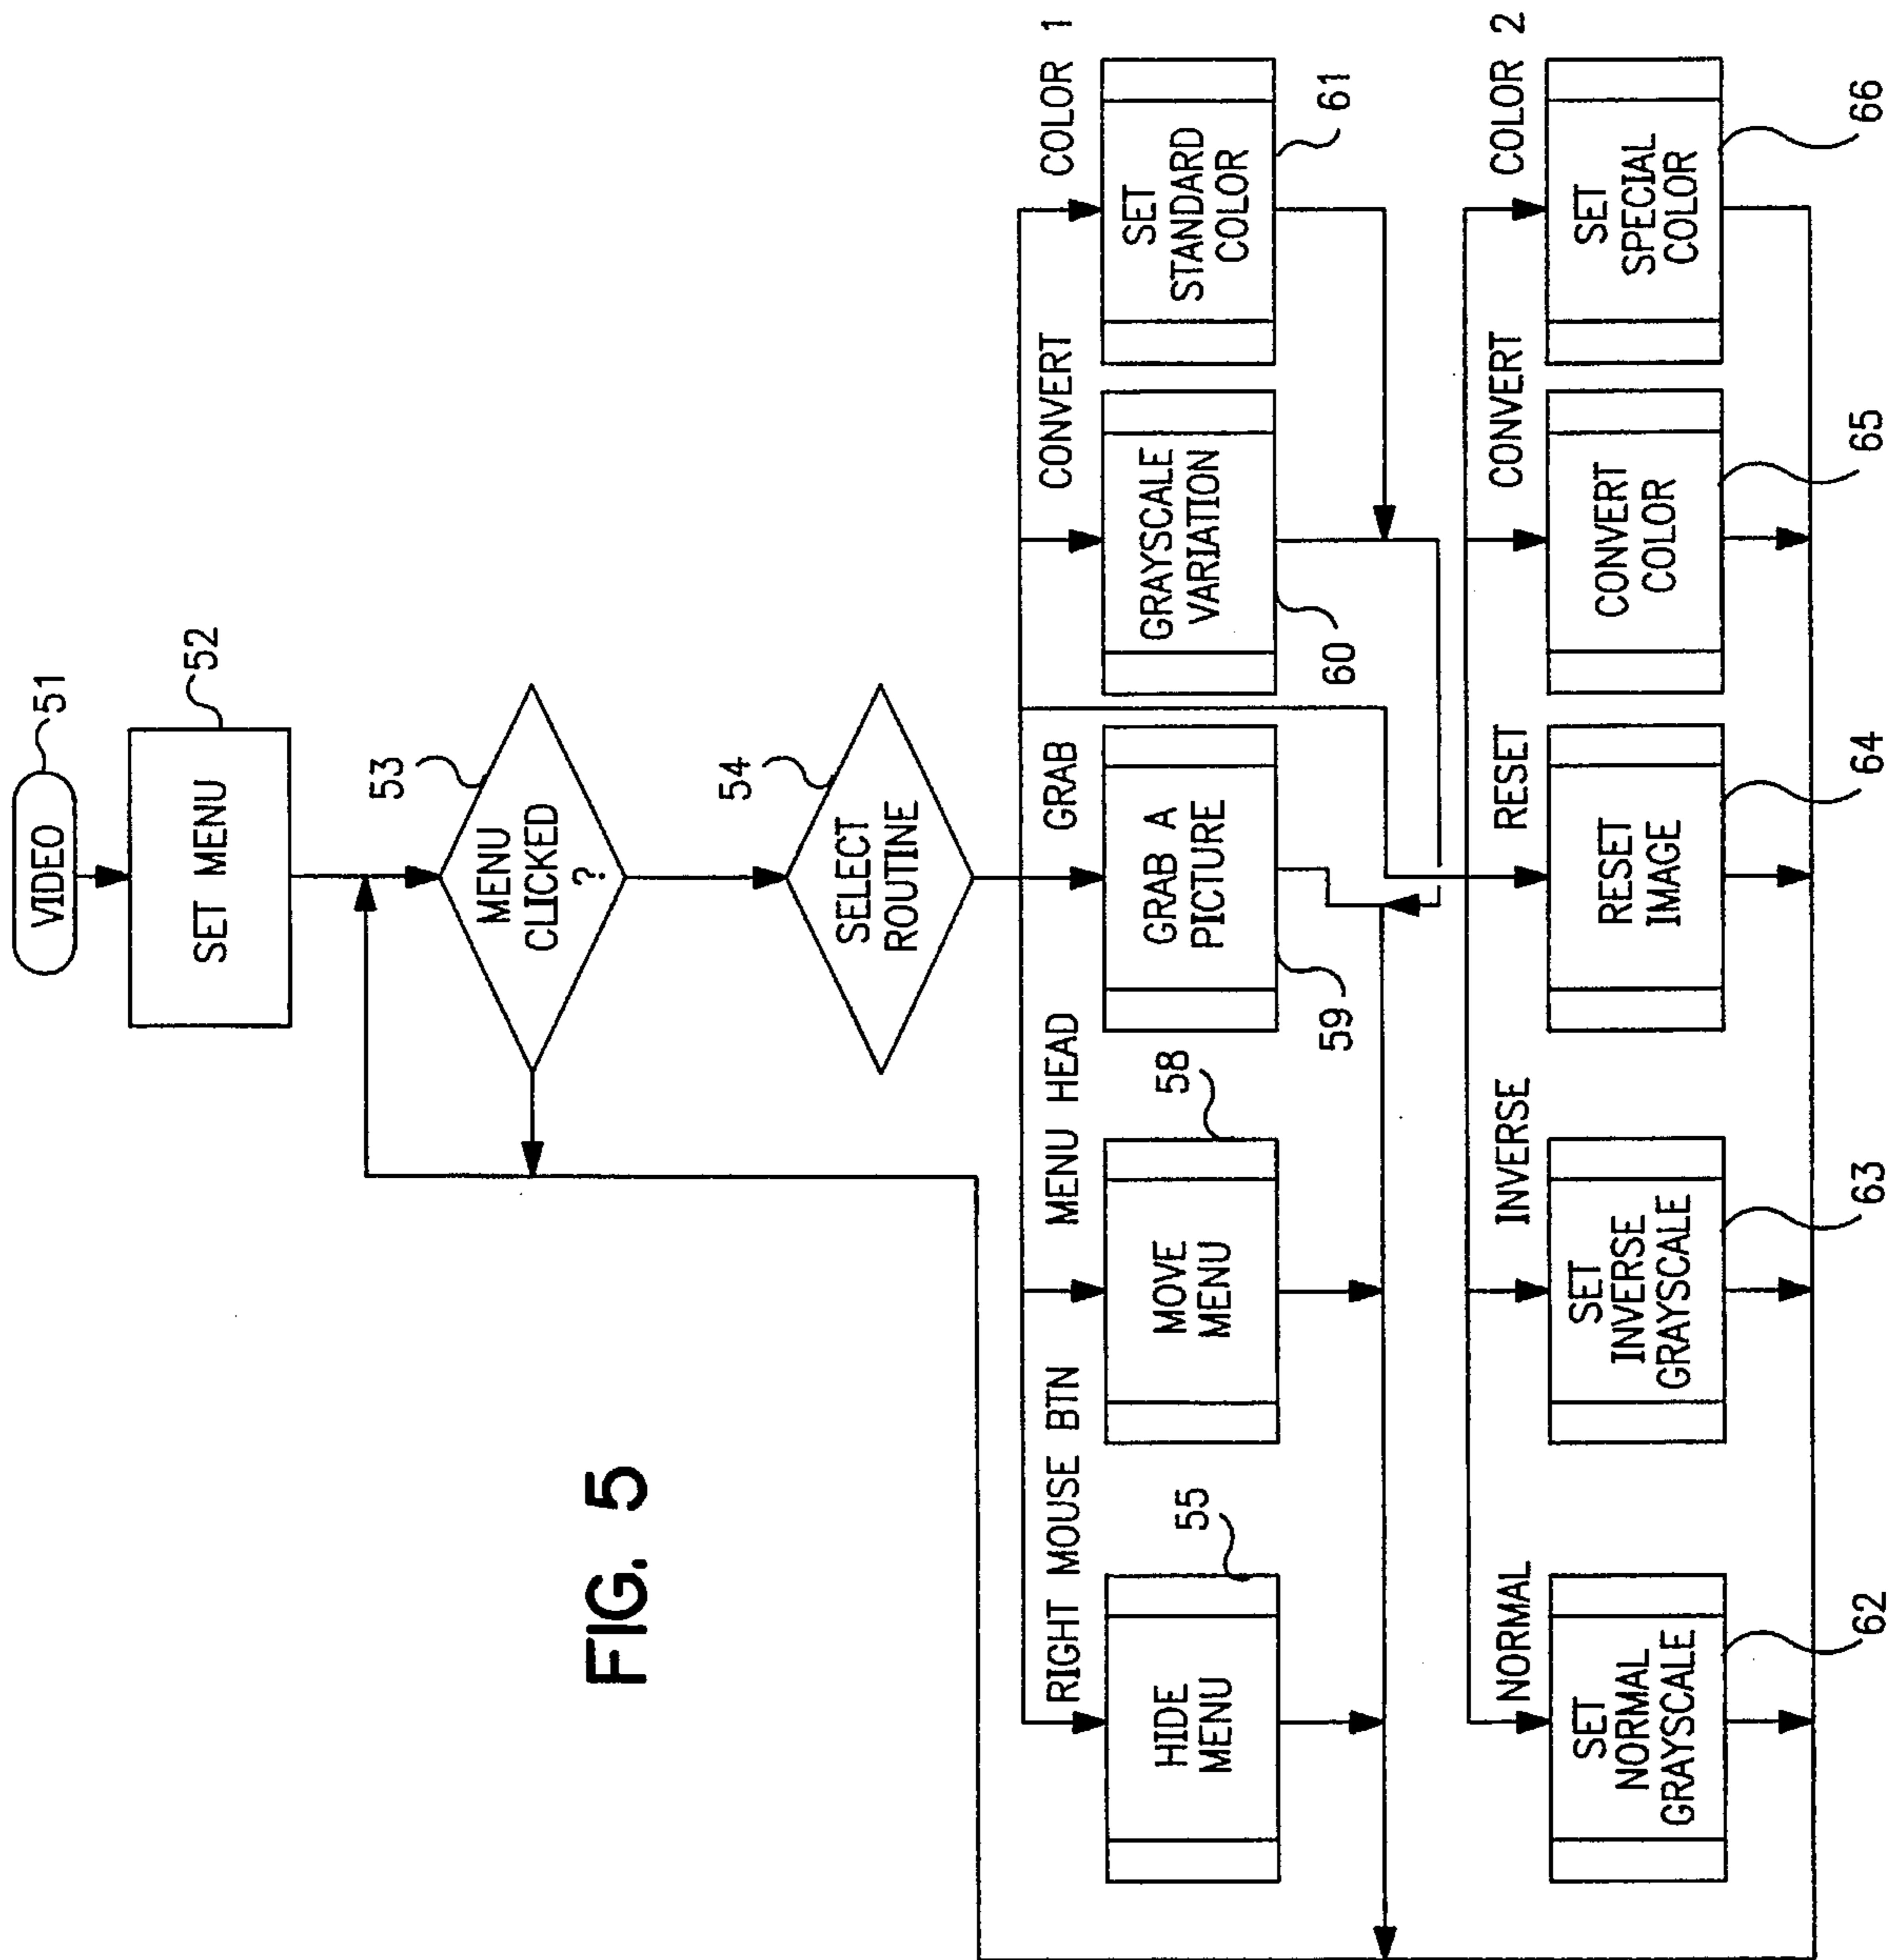 VIDEO
51
SET MENU
52
MENU
CLICKED
?
53
SELECT
ROUTINE
54
FIG. 5
RIGHT MOUSE BTN
MENU HEAD
GRAB
CONVERT
COLOR 1
HIDE
MENU
55
MOVE
MENU
58
GRAB A
PICTURE
59
GRAYSCALE
VARIATION
60
SET
STANDARD
COLOR
61
NORMAL
INVERSE
RESET
CONVERT
COLOR 2
SET
NORMAL
GRAYSCALE
62
SET
INVERSE
GRAYSCALE
63
RESET
IMAGE
64
CONVERT
COLOR
65
SET
SPECIAL
COLOR
66